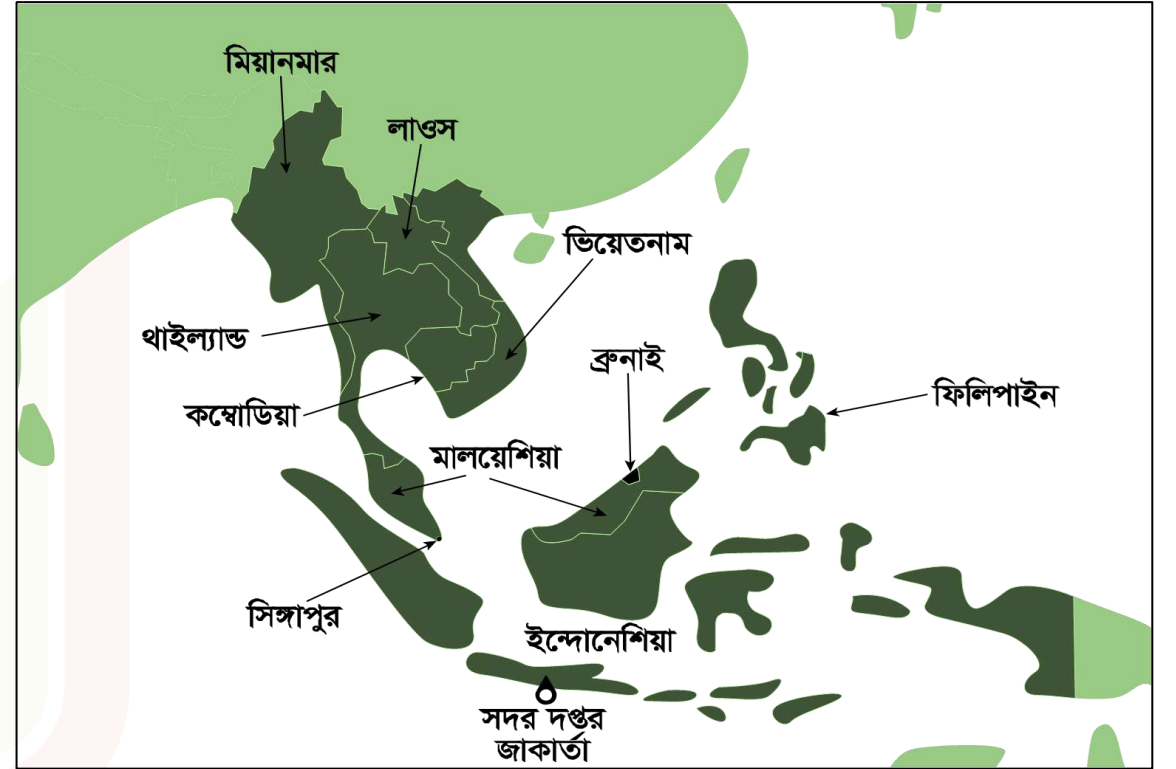 মিয়ানমার
লাওস
ভিয়েতনাম
থাইল্যান্ড
ব্রুনাই
ফিলিপাইন
কম্বোডিয়া
মালয়েশিয়া
সিঙ্গাপুর
ইন্দোনেশিয়া
সদর দপ্তর
জাকার্তা